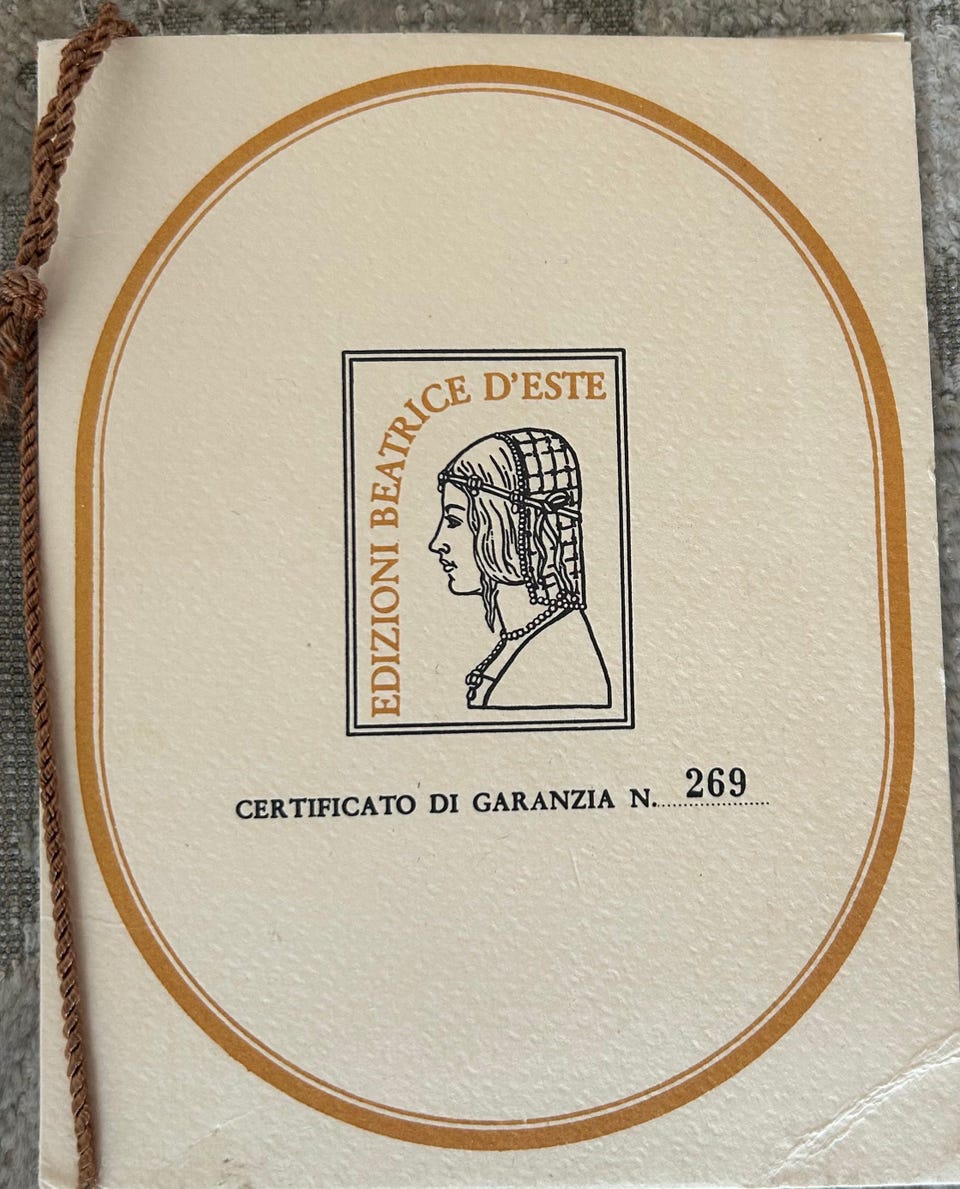 EDIZIONI BEATRICE D'ESTE
CERTIFICATO DI GARANZIA N. 269